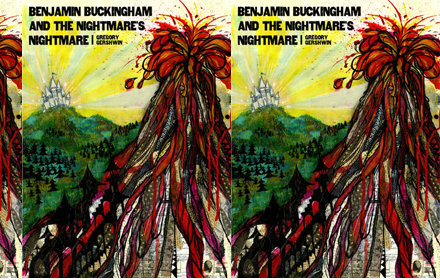 BENJAMIN BUCKINGHAM
AND THE NIGHTMARE'S
NIGHTMARE | GREGORY
GERSHWIN
BENJAMIN BUCKINGHAM
AND THE NIGHTMARE'S
NIGHTMARE | GREGORY
GERSHWIN